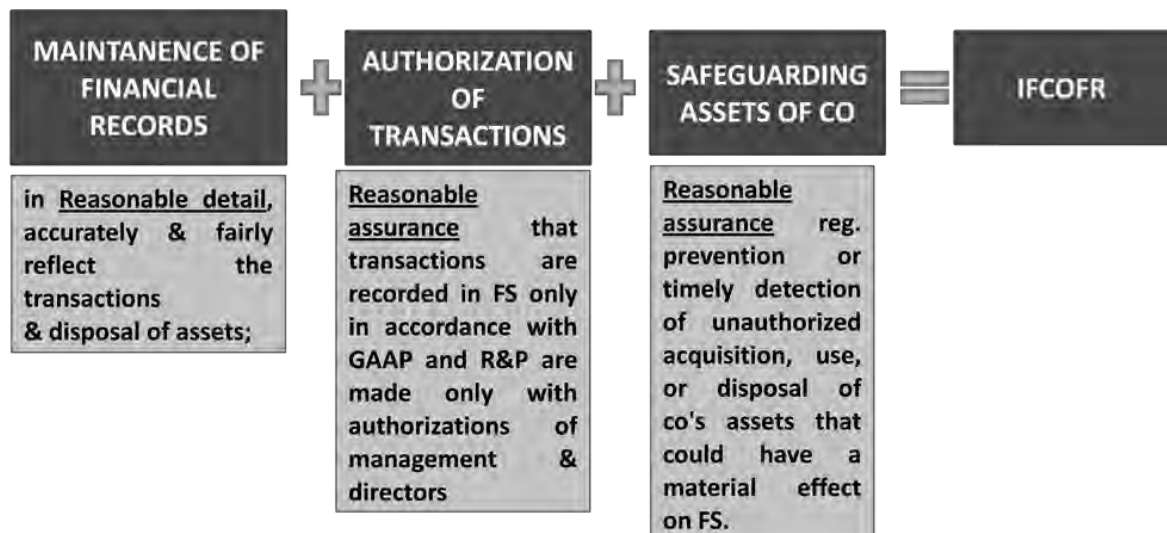 MAINTANENCE OF
FINANCIAL
RECORDS
AUTHORIZATION
OF
TRANSACTIONS
SAFEGUARDING
ASSETS OF CO
IFCOFR
in Reasonable detail,
accurately & fairly
reflect the
transactions
& disposal of assets;
Reasonable
assurance that
transactions are
recorded in FS only
in accordance with
GAAP and R&P are
made only with
authorizations of
management &
directors
Reasonable
assurance reg.
prevention or
timely detection
of unauthorized
acquisition, use,
or disposal of
co's assets that
could have a
material effect
on FS.